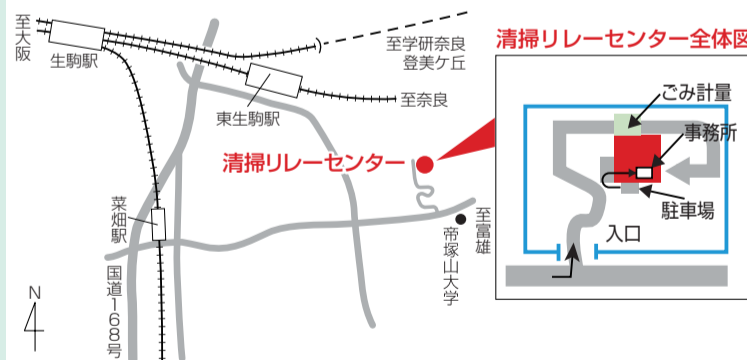 至大阪
生駒駅
至学研奈良
登美ケ丘
至奈良
東生駒駅
清掃リレーセンター
菜畑駅
国道168号
至富雄
帝塚山大学
N
清掃リレーセンター全体図
ごみ計量
事務所
駐車場
入口